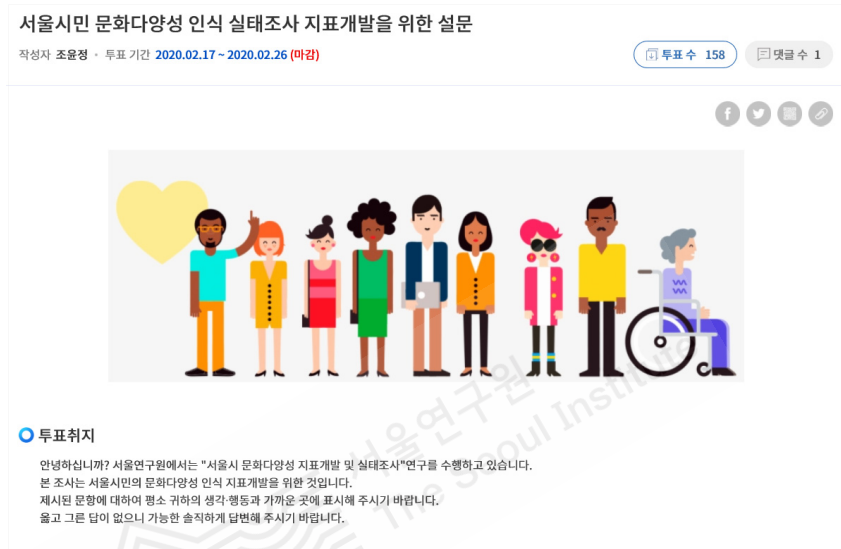 서울시민 문화다양성 인식 실태조사 지표개발을 위한 설문
작성자 조윤정 • 투표 기간 2020.02.17 ~ 2020.02.26 (마감)
투표 수 158
댓글 수 1
투표취지
안녕하십니까? 서울연구원에서는 "서울시 문화다양성 지표개발 및 실태조사"연구를 수행하고 있습니다.
본 조사는 서울시민의 문화다양성 인식 지표개발을 위한 것입니다.
제시된 문항에 대하여 평소 귀하의 생각·행동과 가까운 곳에 표시해 주시기 바랍니다.
옳고 그른 답이 없으니 가능한 솔직하게 답변해 주시기 바랍니다.
서울연구원
The Seoul Institute